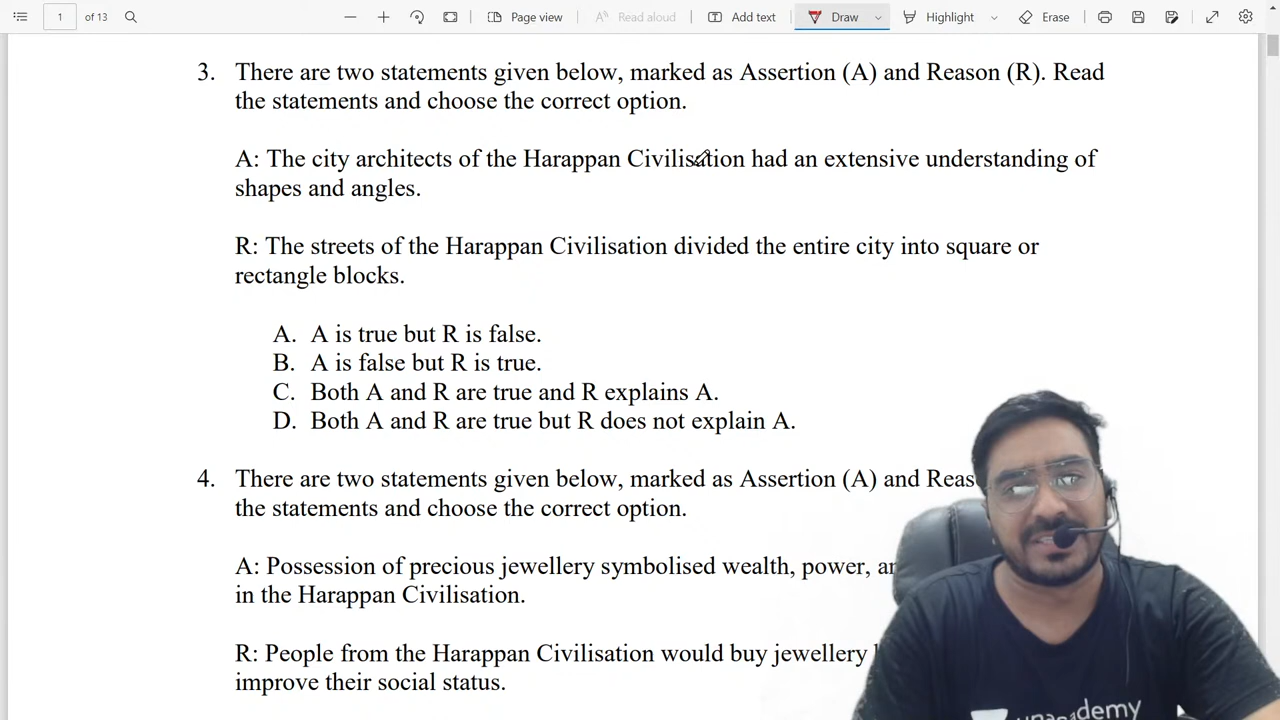 1 of 13 Page view Read aloud Add text Draw Highlight Erase
3. There are two statements given below, marked as Assertion (A) and Reason (R). Read
the statements and choose the correct option.
A: The city architects of the Harappan Civilisation had an extensive understanding of
shapes and angles.
R: The streets of the Harappan Civilisation divided the entire city into square or
rectangle blocks.
A. A is true but R is false.
B. A is false but R is true.
C. Both A and R are true and R explains A.
D. Both A and R are true but R does not explain A.
4. There are two statements given below, marked as Assertion (A) and Reas
the statements and choose the correct option.
A: Possession of precious jewellery symbolised wealth, power,
in the Harappan Civilisation.
R: People from the Harappan Civilisation would buy jewellery
improve their social status.